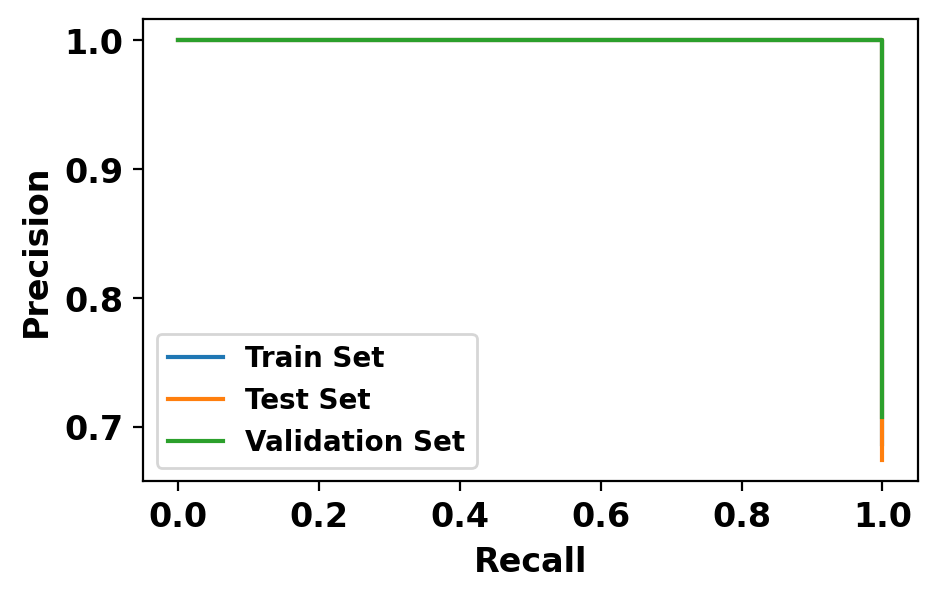 1.0
0.9
0.8
0.7
Precision
Train Set
Test Set
Validation Set
0.0 0.2 0.4 0.6 0.8 1.0
Recall